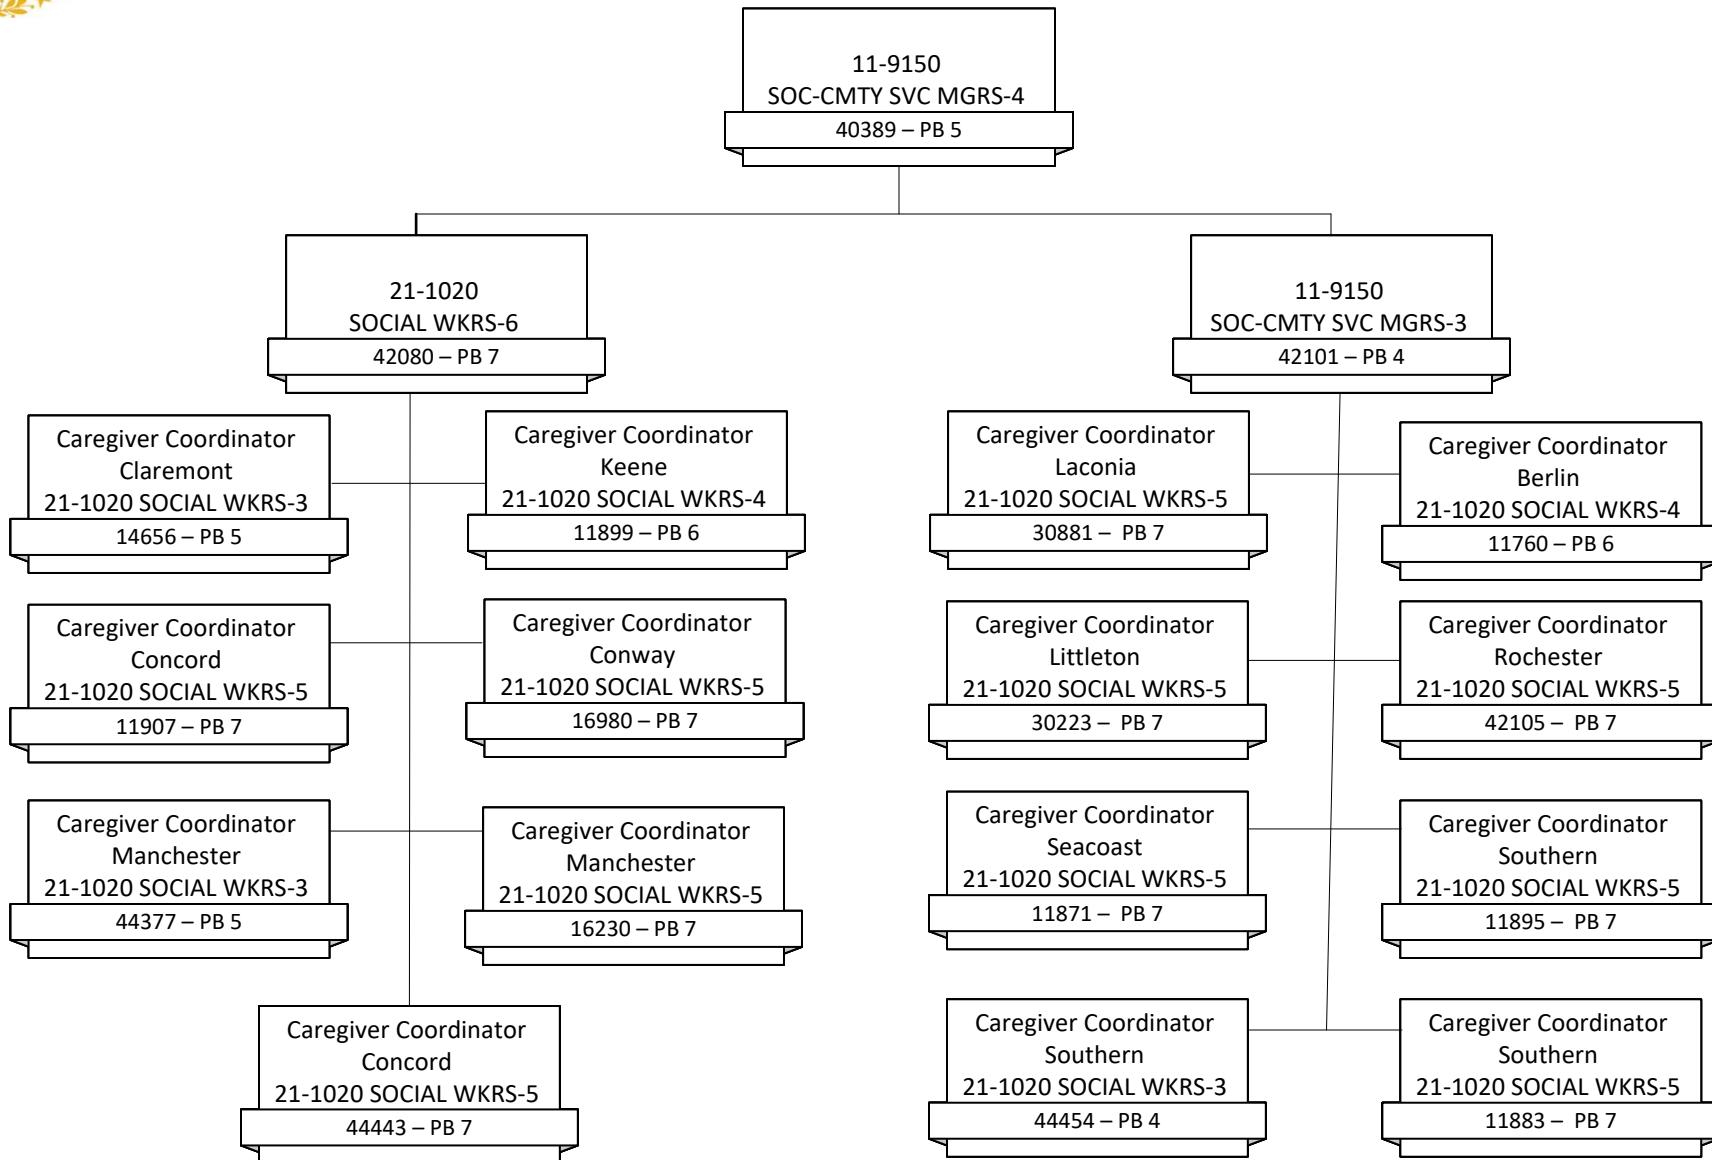 11-9150
SOC-CMTY SVC MGRS-4
40389 – PB 5
21-1020
SOCIAL WKRS-6
42080 – PB 7
11-9150
SOC-CMTY SVC MGRS-3
42101 – PB 4
Caregiver Coordinator
Claremont
21-1020 SOCIAL WKRS-3
14656 – PB 5
Caregiver Coordinator
Keene
21-1020 SOCIAL WKRS-4
11899 – PB 6
Caregiver Coordinator
Laconia
21-1020 SOCIAL WKRS-5
30881 – PB 7
Caregiver Coordinator
Berlin
21-1020 SOCIAL WKRS-4
11760 – PB 6
Caregiver Coordinator
Concord
21-1020 SOCIAL WKRS-5
11907 – PB 7
Caregiver Coordinator
Conway
21-1020 SOCIAL WKRS-5
16980 – PB 7
Caregiver Coordinator
Littleton
21-1020 SOCIAL WKRS-5
30223 – PB 7
Caregiver Coordinator
Rochester
21-1020 SOCIAL WKRS-5
42105 – PB 7
Caregiver Coordinator
Manchester
21-1020 SOCIAL WKRS-3
44377 – PB 5
Caregiver Coordinator
Manchester
21-1020 SOCIAL WKRS-5
16230 – PB 7
Caregiver Coordinator
Seacoast
21-1020 SOCIAL WKRS-5
11871 – PB 7
Caregiver Coordinator
Southern
21-1020 SOCIAL WKRS-5
11895 – PB 7
Caregiver Coordinator
Concord
21-1020 SOCIAL WKRS-5
44443 – PB 7
Caregiver Coordinator
Southern
21-1020 SOCIAL WKRS-3
44454 – PB 4
Caregiver Coordinator
Southern
21-1020 SOCIAL WKRS-5
11883 – PB 7